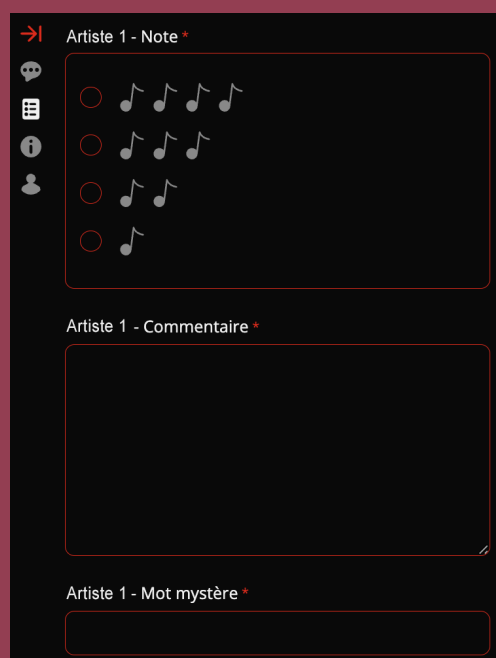 Artiste 1 - Note *
Artiste 1 - Commentaire *
Artiste 1 - Mot mystère *